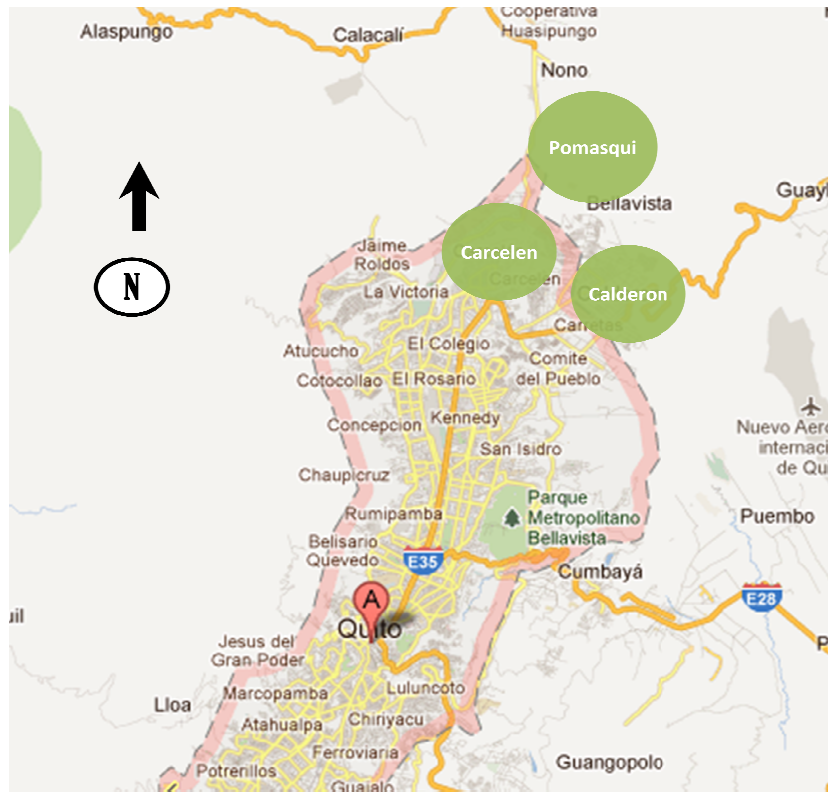 Cooperativa
Huasipungo
Alaspungo
Calacalí
Nono
Pomasqui
Guayl
Bellavista
Jaime
Roldos
Carcelen
Carcelen
La Victoria
Calderon
Carretas
El Colegio
Atucucho
Comite
del Pueblo
Cotocollao
El Rosario
Kennedy
Concepcion
Nuevo Aero
internaci
de Qu
San Isidro
Chaupicruz
Parque
Metropolitano
Bellavista
Rumipamba
Puembo
Belisario
Quevedo
E35
Cumbayá
E28
A
Quito
uil
P
Jesus del
Gran Poder
Luluncoto
Marcopamba
Lloa
Chiriyacu
Atahualpa
Ferroviaria
Guangopolo
Potrerillos
Guajalo
N